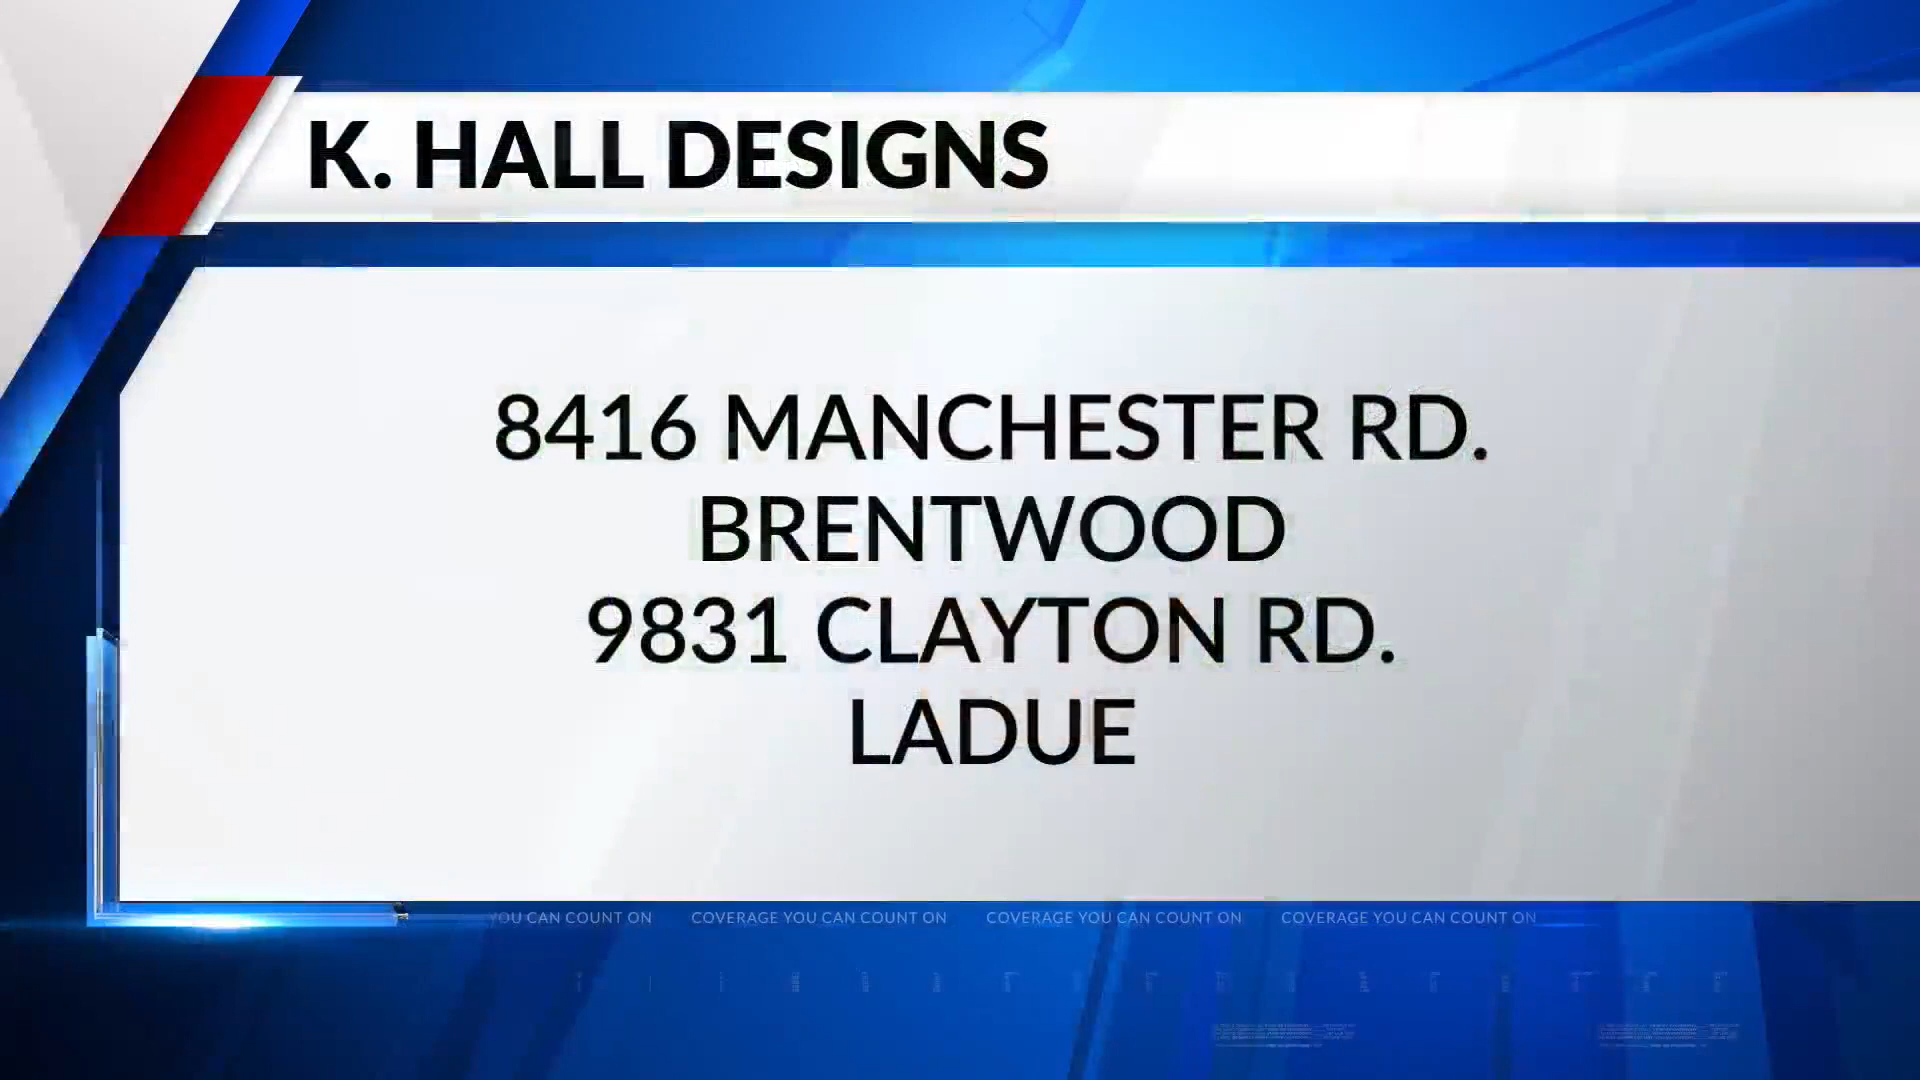 K. HALL DESIGNS
8416 MANCHESTER RD.
BRENTWOOD
9831 CLAYTON RD.
LADUE
YOU CAN COUNT ON COVERAGE YOU CAN COUNT ON COVERAGE YOU CAN COUNT ON COVERAGE YOU CAN COUNT ON